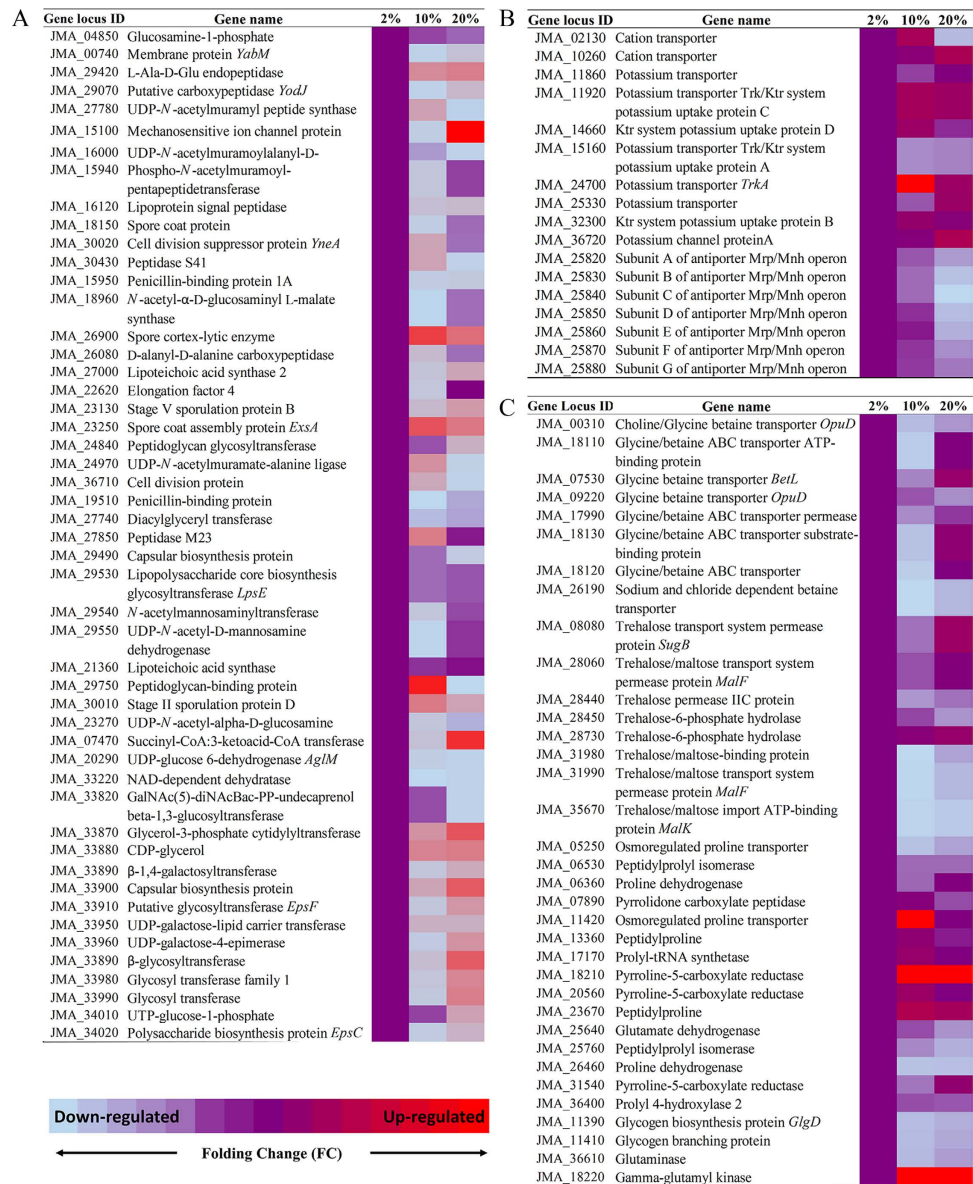 A
Gene locus ID Gene name 2% 10% 20%
JMA_04850 Glucosamine-1-phosphate
JMA_00740 Membrane protein YabM
JMA_29420 L-Ala-D-Glu endopeptidase
JMA_29070 Putative carboxypeptidase YodJ
JMA_27780 UDP-N-acetylmuramyl peptide synthase
JMA_15100 Mechanosensitive ion channel protein
JMA_16000 UDP-N-acetylmuramoylalanyl-D-
JMA_15940 Phospho-N-acetylmuramoyl-
pentapeptidetransferase
JMA_16120 Lipoprotein signal peptidase
JMA_18150 Spore coat protein
JMA_30020 Cell division suppressor protein YneA
JMA_30430 Peptidase S41
JMA_15950 Penicillin-binding protein 1A
JMA_18960 N-acetyl-α-D-glucosaminyl L-malate
synthase
JMA_26900 Spore cortex-lytic enzyme
JMA_26080 D-alanyl-D-alanine carboxypeptidase
JMA_27000 Lipoteichoic acid synthase 2
JMA_22620 Elongation factor 4
JMA_23130 Stage V sporulation protein B
JMA_23250 Spore coat assembly protein ExsA
JMA_24840 Peptidoglycan glycosyltransferase
JMA_24970 UDP-N-acetylmuramate-alanine ligase
JMA_36710 Cell division protein
JMA_19510 Penicillin-binding protein
JMA_27740 Diacylglyceryl transferase
JMA_27850 Peptidase M23
JMA_29490 Capsular biosynthesis protein
JMA_29530 Lipopolysaccharide core biosynthesis
glycosyltransferase LpsE
JMA_29540 N-acetylmannosaminyltransferase
JMA_29550 UDP-N-acetyl-D-mannosamine
dehydrogenase
JMA_21360 Lipoteichoic acid synthase
JMA_29750 Peptidoglycan-binding protein
JMA_30010 Stage II sporulation protein D
JMA_23270 UDP-N-acetyl-alpha-D-glucosamine
JMA_07470 Succinyl-CoA:3-ketoacid-CoA transferase
JMA_20290 UDP-glucose 6-dehydrogenase AglM
JMA_33220 NAD-dependent dehydratase
JMA_33820 GalNAc(5)-diNAcBac-PP-undecaprenol
beta-1,3-glucosyltransferase
JMA_33870 Glycerol-3-phosphate cytidylyltransferase
JMA_33880 CDP-glycerol
JMA_33890 β-1,4-galactosyltransferase
JMA_33900 Capsular biosynthesis protein
JMA_33910 Putative glycosyltransferase EpsF
JMA_33950 UDP-galactose-lipid carrier transferase
JMA_33960 UDP-galactose-4-epimerase
JMA_33890 β-glycosyltransferase
JMA_33980 Glycosyl transferase family 1
JMA_33990 Glycosyl transferase
JMA_34010 UTP-glucose-1-phosphate
JMA_34020 Polysaccharide biosynthesis protein EpsC
Down-regulated Up-regulated
Folding Change (FC)
B
Gene locus ID Gene name 2% 10% 20%
JMA_02130 Cation transporter
JMA_10260 Cation transporter
JMA_11860 Potassium transporter
JMA_11920 Potassium transporter Trk/Ktr system
potassium uptake protein C
JMA_14660 Ktr system potassium uptake protein D
JMA_15160 Potassium transporter Trk/Ktr system
potassium uptake protein A
JMA_24700 Potassium transporter TrkA
JMA_25330 Potassium transporter
JMA_32300 Ktr system potassium uptake protein B
JMA_36720 Potassium channel proteinA
JMA_25820 Subunit A of antiporter Mrp/Mnh operon
JMA_25830 Subunit B of antiporter Mrp/Mnh operon
JMA_25840 Subunit C of antiporter Mrp/Mnh operon
JMA_25850 Subunit D of antiporter Mrp/Mnh operon
JMA_25860 Subunit E of antiporter Mrp/Mnh operon
JMA_25870 Subunit F of antiporter Mrp/Mnh operon
JMA_25880 Subunit G of antiporter Mrp/Mnh operon
C
Gene Locus ID Gene name 2% 10% 20%
JMA_00310 Choline/Glycine betaine transporter OpuD
JMA_18110 Glycine/betaine ABC transporter ATP-
binding protein
JMA_07530 Glycine betaine transporter BetL
JMA_09220 Glycine betaine transporter OpuD
JMA_17990 Glycine/betaine ABC transporter permease
JMA_18130 Glycine/betaine ABC transporter substrate-
binding protein
JMA_18120 Glycine/betaine ABC transporter
JMA_26190 Sodium and chloride dependent betaine
transporter
JMA_08080 Trehalose transport system permease
protein SugB
JMA_28060 Trehalose/maltose transport system
permease protein MalF
JMA_28440 Trehalose permease IIC protein
JMA_28450 Trehalose-6-phosphate hydrolase
JMA_28730 Trehalose-6-phosphate hydrolase
JMA_31980 Trehalose/maltose-binding protein
JMA_31990 Trehalose/maltose transport system
permease protein MalF
JMA_35670 Trehalose/maltose import ATP-binding
protein MalK
JMA_05250 Osmoregulated proline transporter
JMA_06530 Peptidylprolyl isomerase
JMA_06360 Proline dehydrogenase
JMA_07890 Pyrrolidone carboxylate peptidase
JMA_11420 Osmoregulated proline transporter
JMA_13360 Peptidylproline
JMA_17170 Prolyl-tRNA synthetase
JMA_18210 Pyrroline-5-carboxylate reductase
JMA_20560 Pyrroline-5-carboxylate reductase
JMA_23670 Peptidylproline
JMA_25640 Glutamate dehydrogenase
JMA_25760 Peptidylprolyl isomerase
JMA_26460 Proline dehydrogenase
JMA_31540 Pyrroline-5-carboxylate reductase
JMA_36400 Prolyl 4-hydroxylase 2
JMA_11390 Glycogen biosynthesis protein GlgD
JMA_11410 Glycogen branching protein
JMA_36610 Glutaminase
JMA_18220 Gamma-glutamyl kinase